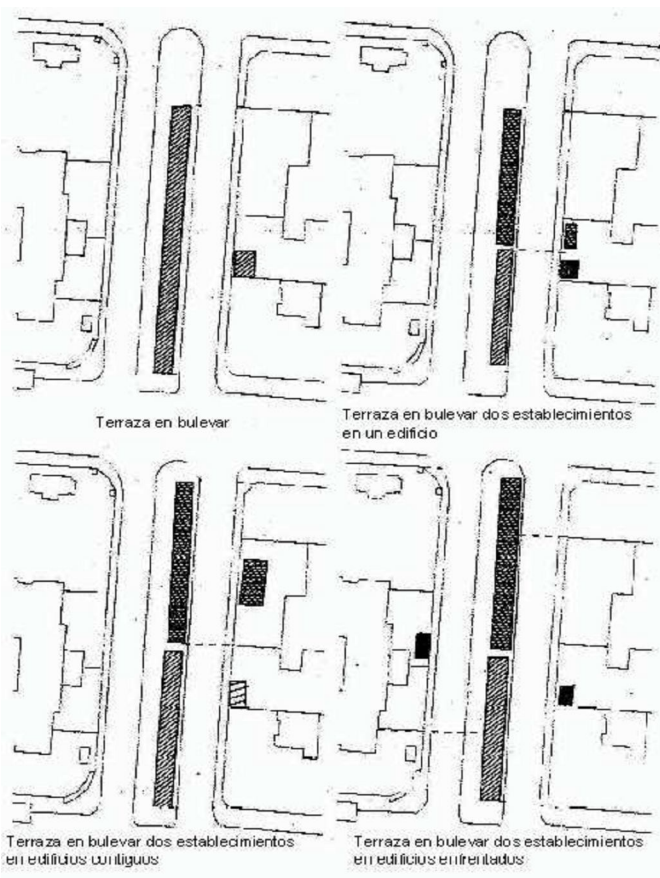 Terraza en bulevar
Terraza en bulevar dos establecimientos
en un edificio
Terraza en bulevar dos establecimientos
en edificios contiguos
Terraza en bulevar dos establecimientos
en edificios enfrentados